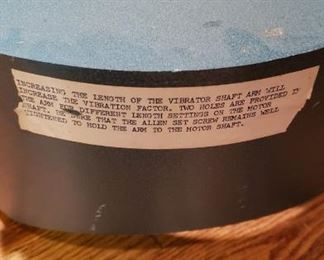 INCREASING THE LENGTH OF THE VIBRATOR SHAFT ARM WILL
INCREASE THE VIBRATION FACTOR. TWO HOLES ARE PROVIDED IN
THE ARM FOR DIFFERENT LENGTH SETTINGS ON THE MOTOR
SHAFT. BE SURE THAT THE ALLEN SET SCREW REMAINS WELL
TIGHTENED TO HOLD THE ARM TO THE MOTOR SHAFT.